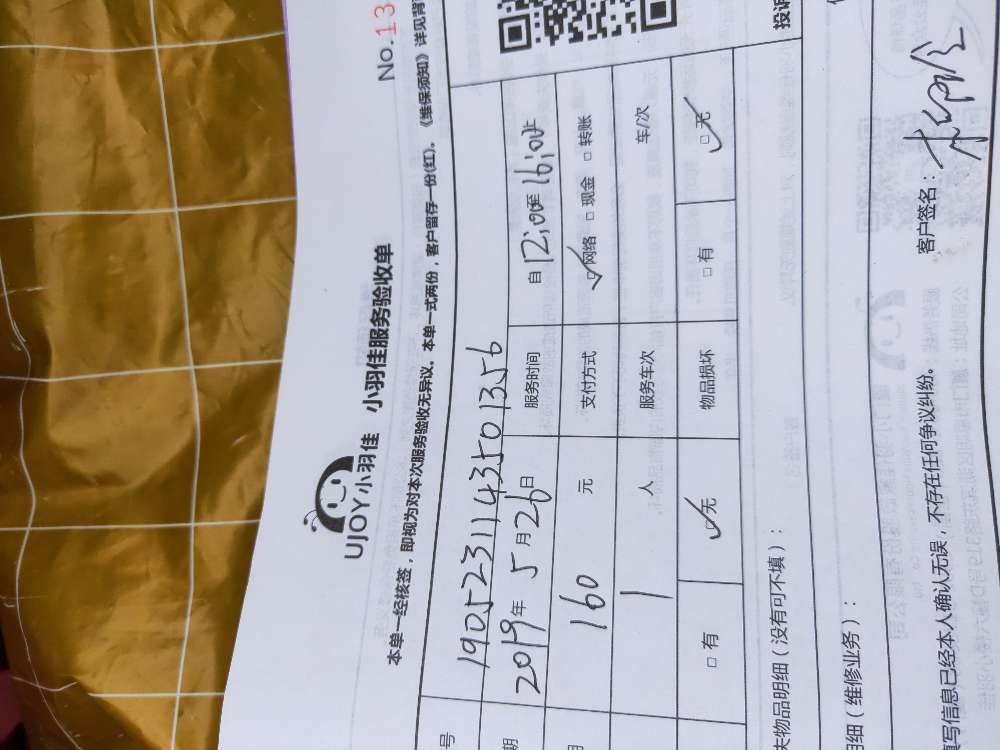 No.13
UJOY小羽佳 小羽佳服务验收单
本单一经核签，即视为对本次服务验收无异议。本单一式两份，客户留存一份(红)。《维保须知》详见背
号 190523114350 1356
期 2019年 5月26日 服务时间 自12:00至16:00止
用 160 元 支付方式 ☑网络 □现金 □转账
1 人 服务车次 车/次
□有 ☑无 物品损坏 □有 ☑无
失物品明细（没有可不填）：
投诉
细（维修业务）：
填写信息已经本人确认无误，不存在任何争议纠纷。 客户签名：